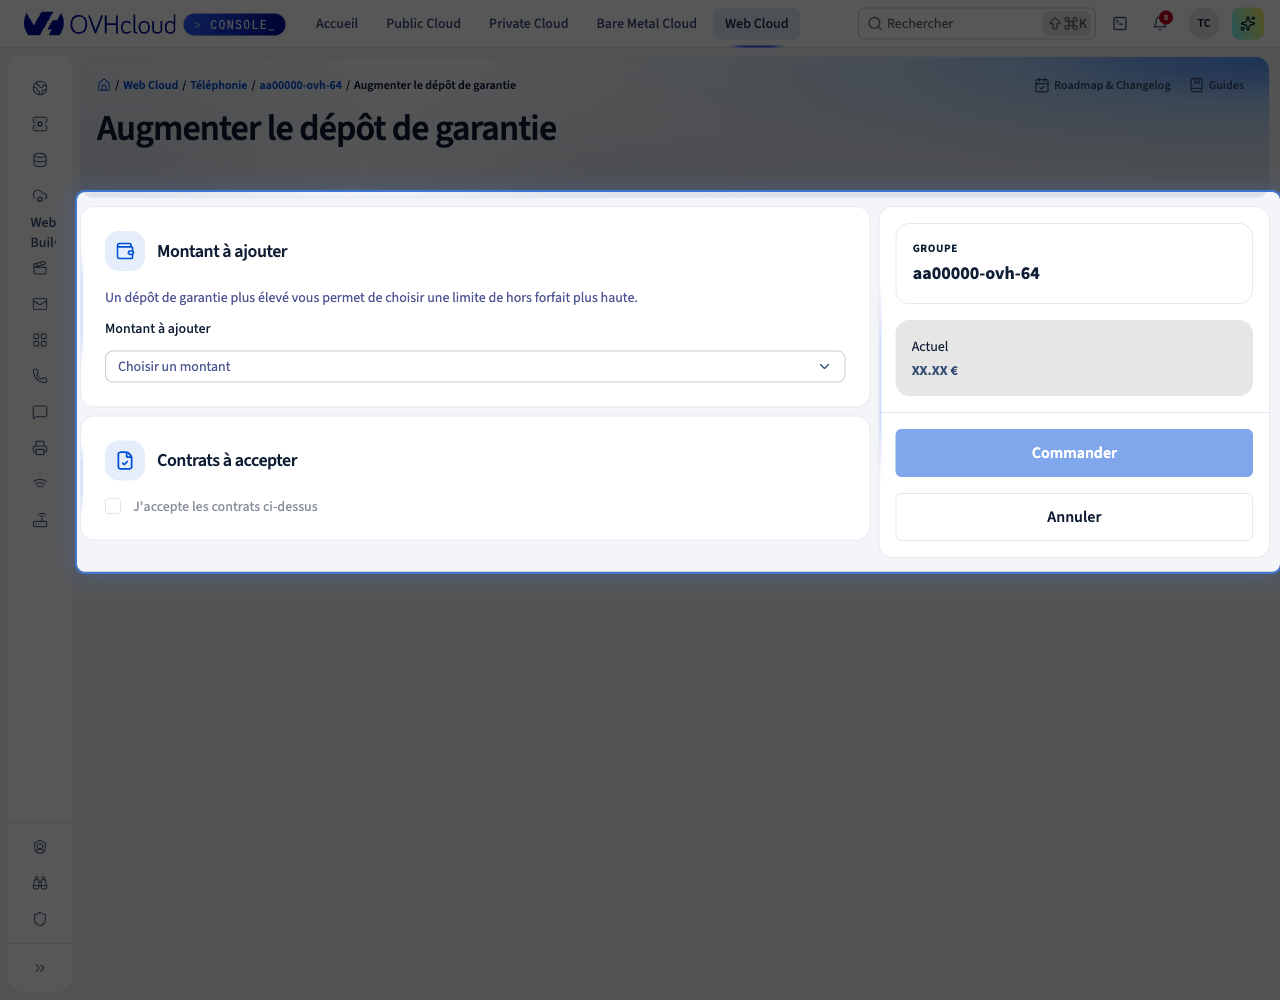 OVHcloud > CONSOLE_ Accueil Public Cloud Private Cloud Bare Metal Cloud Web Cloud Rechercher ⇧⌘K 8 TC
/ Web Cloud / Téléphonie / aa00000-ovh-64 / Augmenter le dépôt de garantie
Roadmap & Changelog Guides
Augmenter le dépôt de garantie
Web
Montant à ajouter
Un dépôt de garantie plus élevé vous permet de choisir une limite de hors forfait plus haute.
Montant à ajouter
Choisir un montant
Contrats à accepter
J'accepte les contrats ci-dessus
GROUPE
aa00000-ovh-64
Actuel
XX.XX €
Commander
Annuler